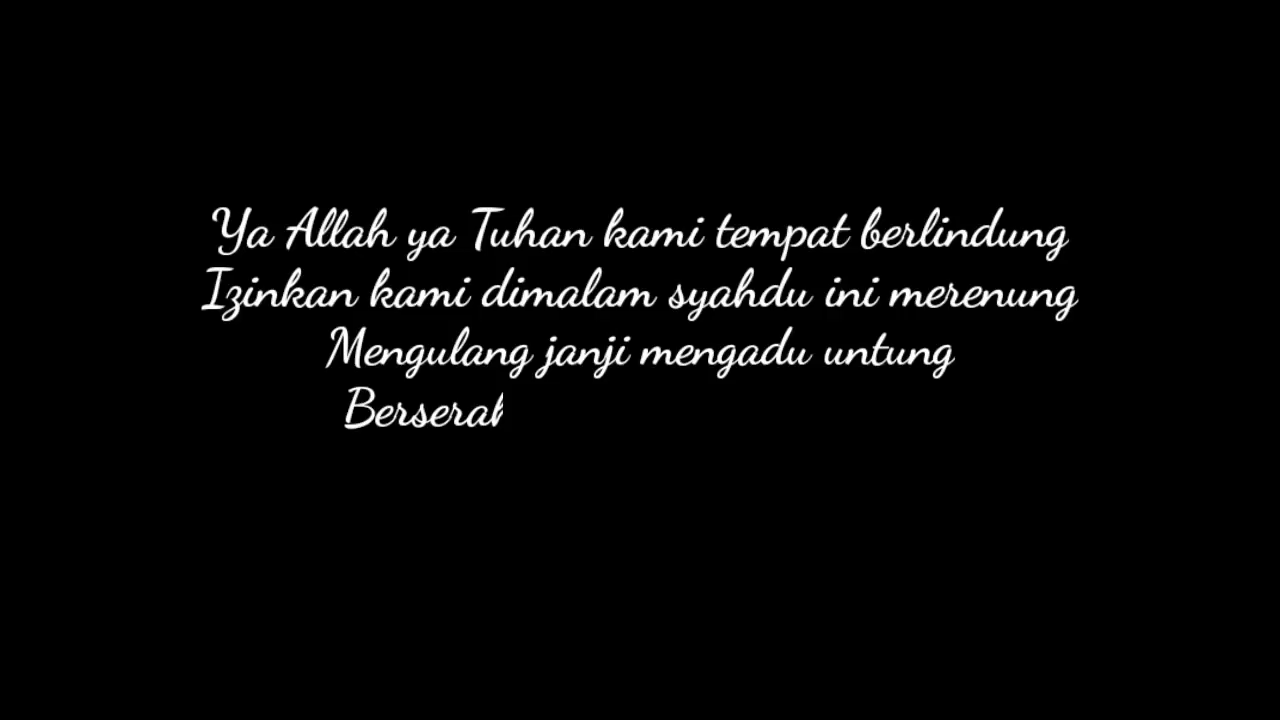 Ya Allah ya Tuhan kami tempat berlindung
Izinkan kami dimalam syahdu ini merenung
Mengulang janji mengadu untung